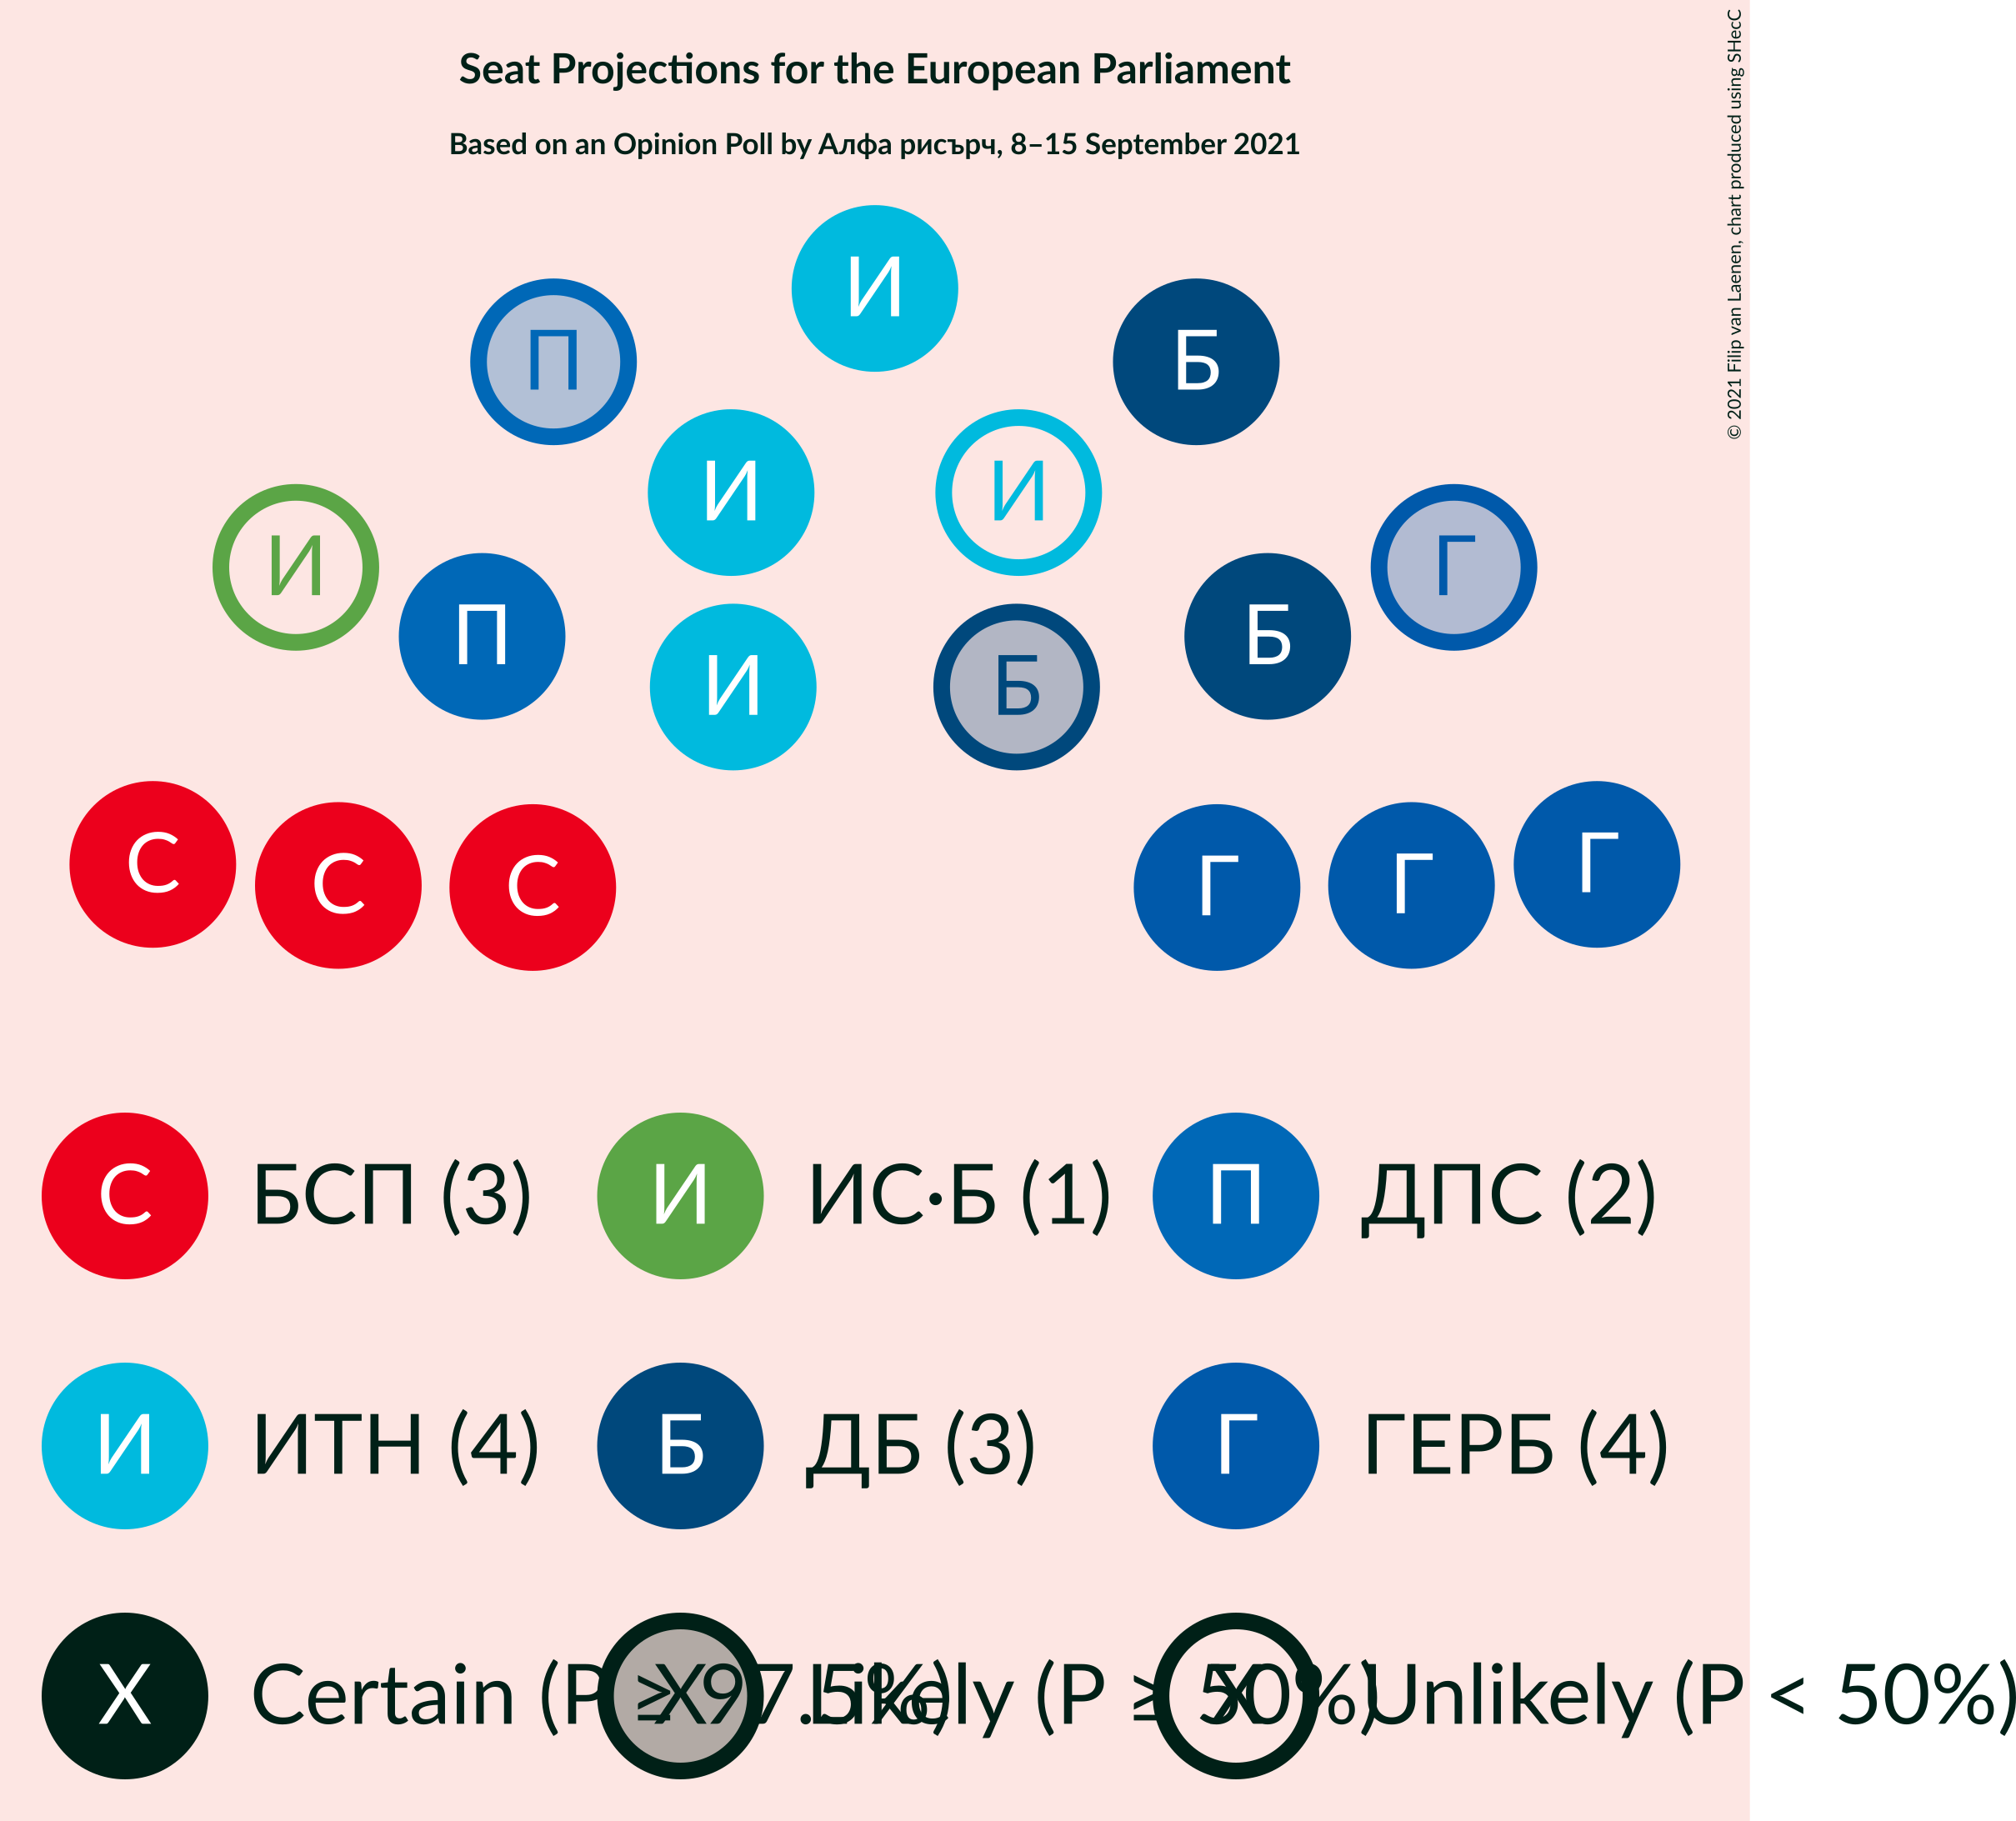 Seat Projections for the European Parliament
Based on an Opinion Poll by Алфа рисърч, 8–15 September 2021
© 2021 Filip van Laenen, chart produced using SHecC
И
П
Б
И
И
И
Г
П
Б
И
Б
С
С
С
Г
Г
Г
С БСП (3) И ИС·Б (1) П ДПС (2)
И ИТН (4) Б ДБ (3) Г ГЕРБ (4)
X Certain (P ≥ 97.5%) X Likely (P ≥ 50%) X Unlikely (P < 50%)